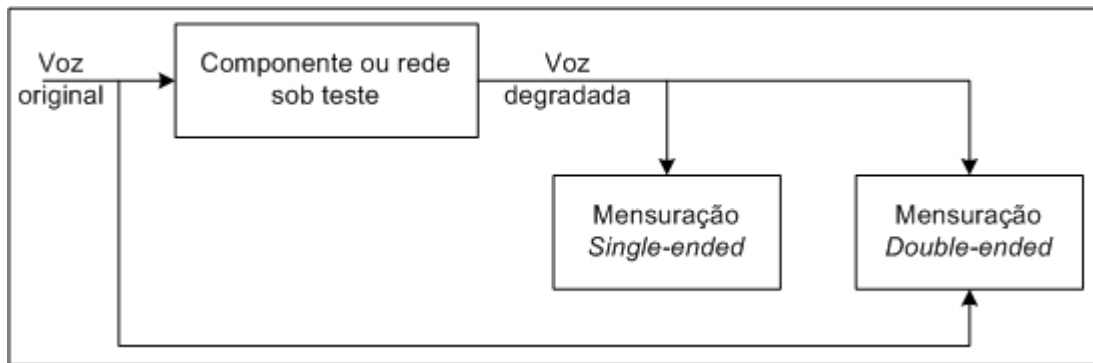 Voz
original
Componente ou rede
sob teste
Voz
degradada
Mensuração
Single-ended
Mensuração
Double-ended